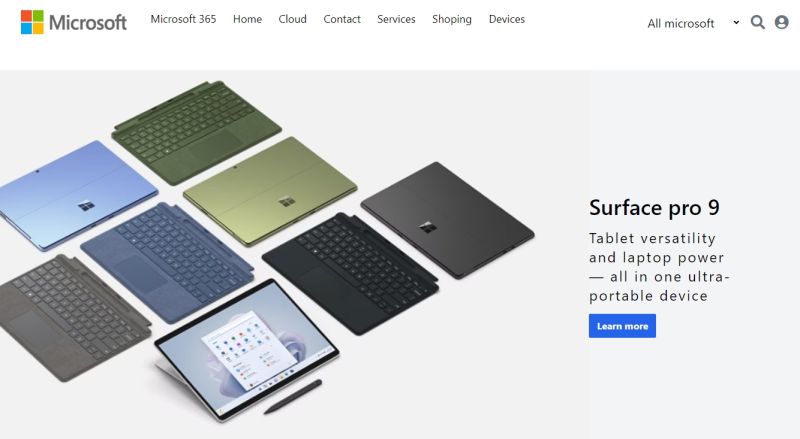 Microsoft Microsoft 365 Home Cloud Contact Services Shoping Devices All microsoft
Surface pro 9
Tablet versatility
and laptop power
— all in one ultra-
portable device
Learn more